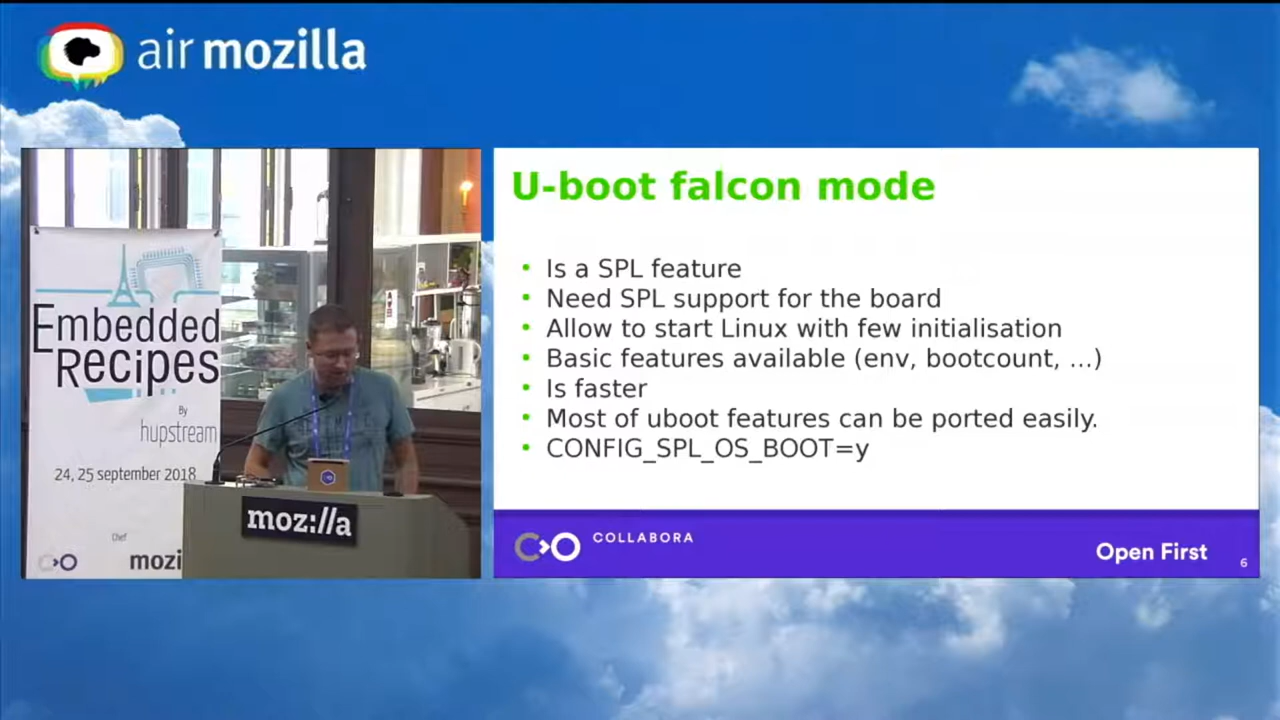 air mozilla
Embedded
Recipes
By
hupstream
24, 25 september 2018
Chef
mozi
moz://a
U-boot falcon mode
• Is a SPL feature
• Need SPL support for the board
• Allow to start Linux with few initialisation
• Basic features available (env, bootcount, ...)
• Is faster
• Most of uboot features can be ported easily.
• CONFIG_SPL_OS_BOOT=y
COLLABORA
Open First
6